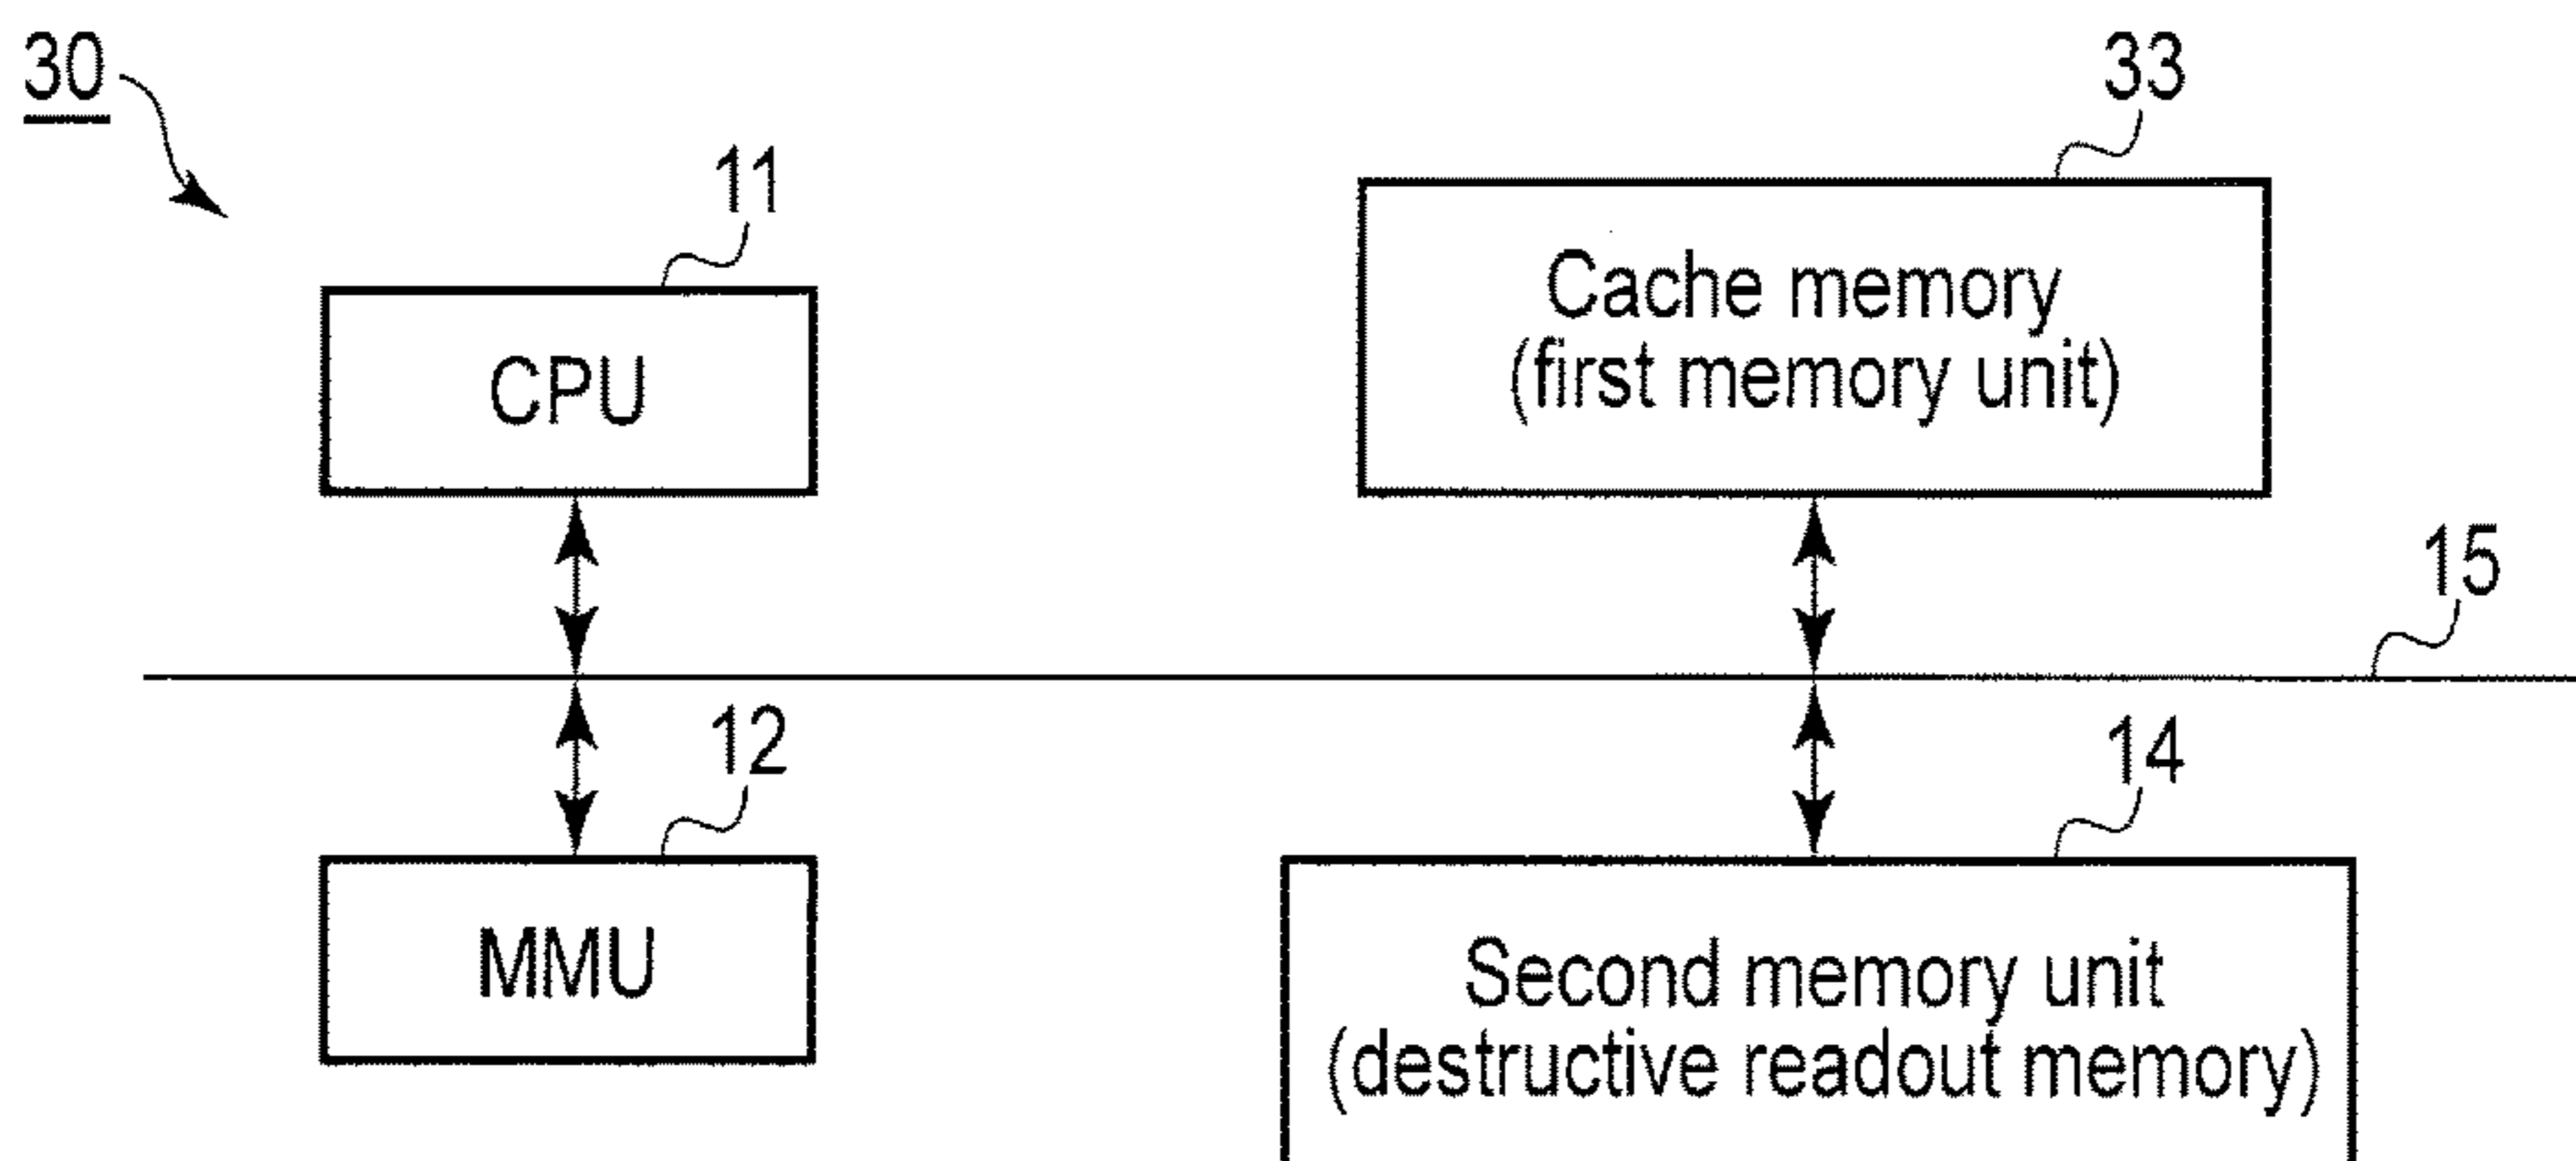 30
33
11
Cache memory
(first memory unit)
CPU
15
12
14
MMU
Second memory unit
(destructive readout memory)